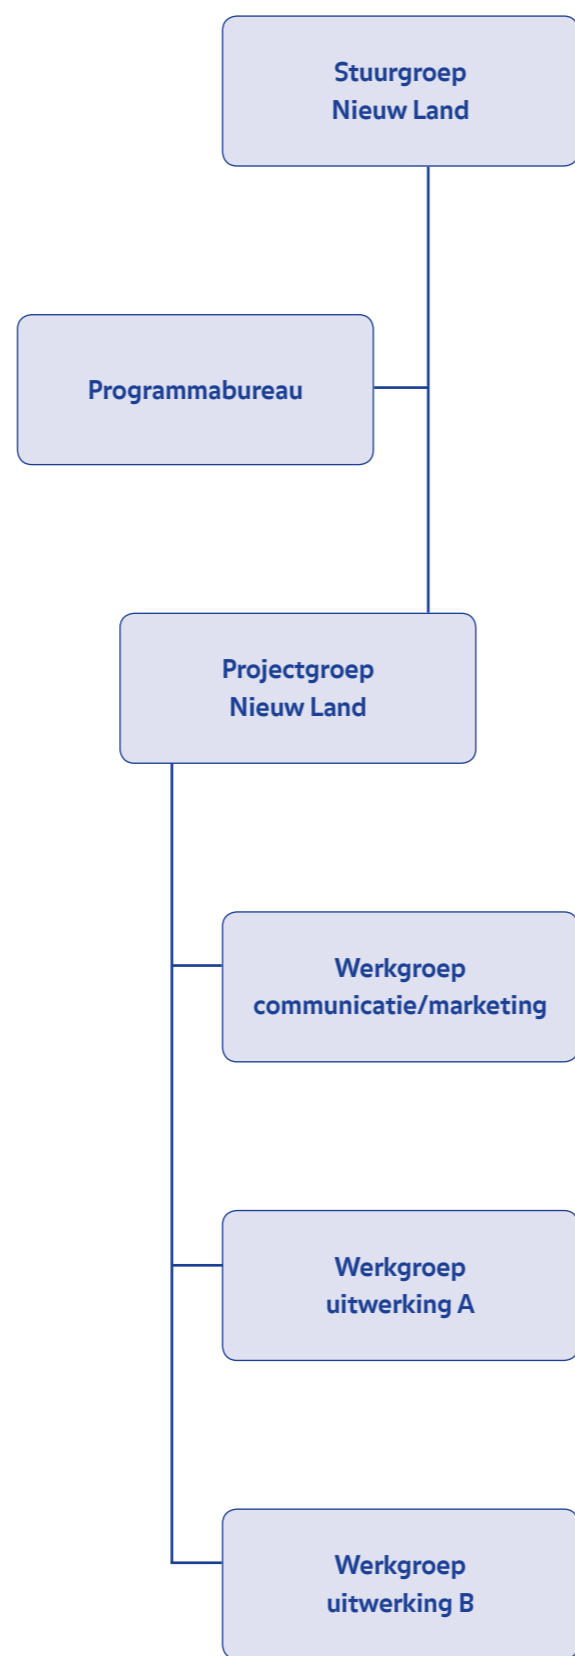 Stuurgroep
Nieuw Land
Programmabureau
Projectgroep
Nieuw Land
Werkgroep
communicatie/marketing
Werkgroep
uitwerking A
Werkgroep
uitwerking B